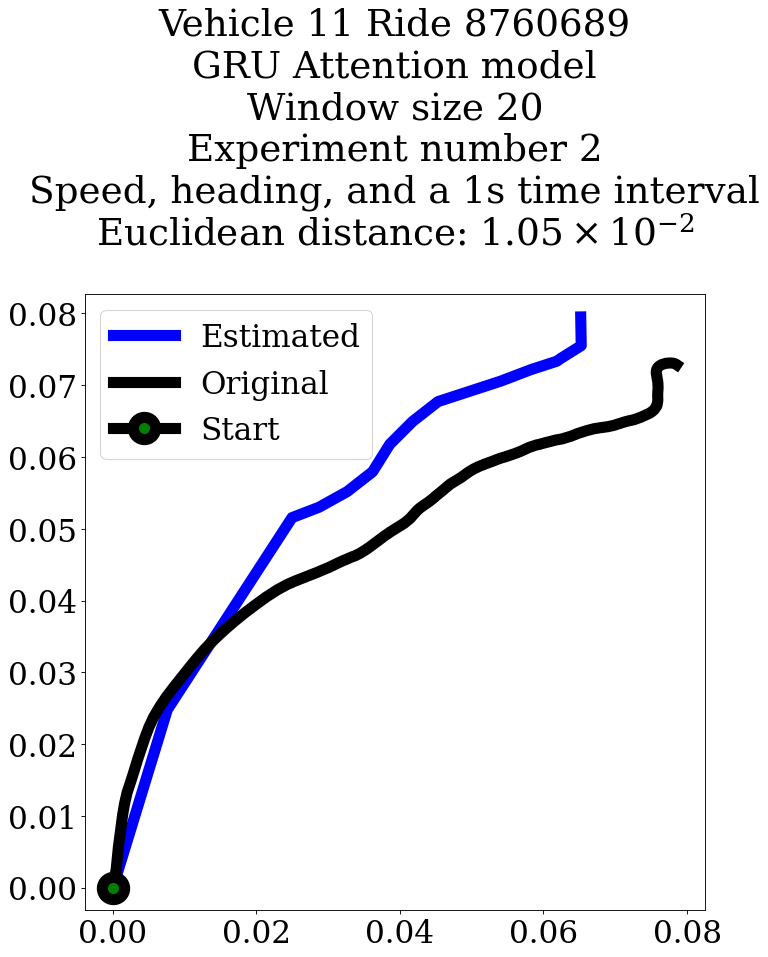 Vehicle 11 Ride 8760689
GRU Attention model
Window size 20
Experiment number 2
Speed, heading, and a 1s time interval
Euclidean distance: 1.05 × 10⁻²
0.08
0.07
0.06
0.05
0.04
0.03
0.02
0.01
0.00
Estimated
Original
Start
0.00 0.02 0.04 0.06 0.08